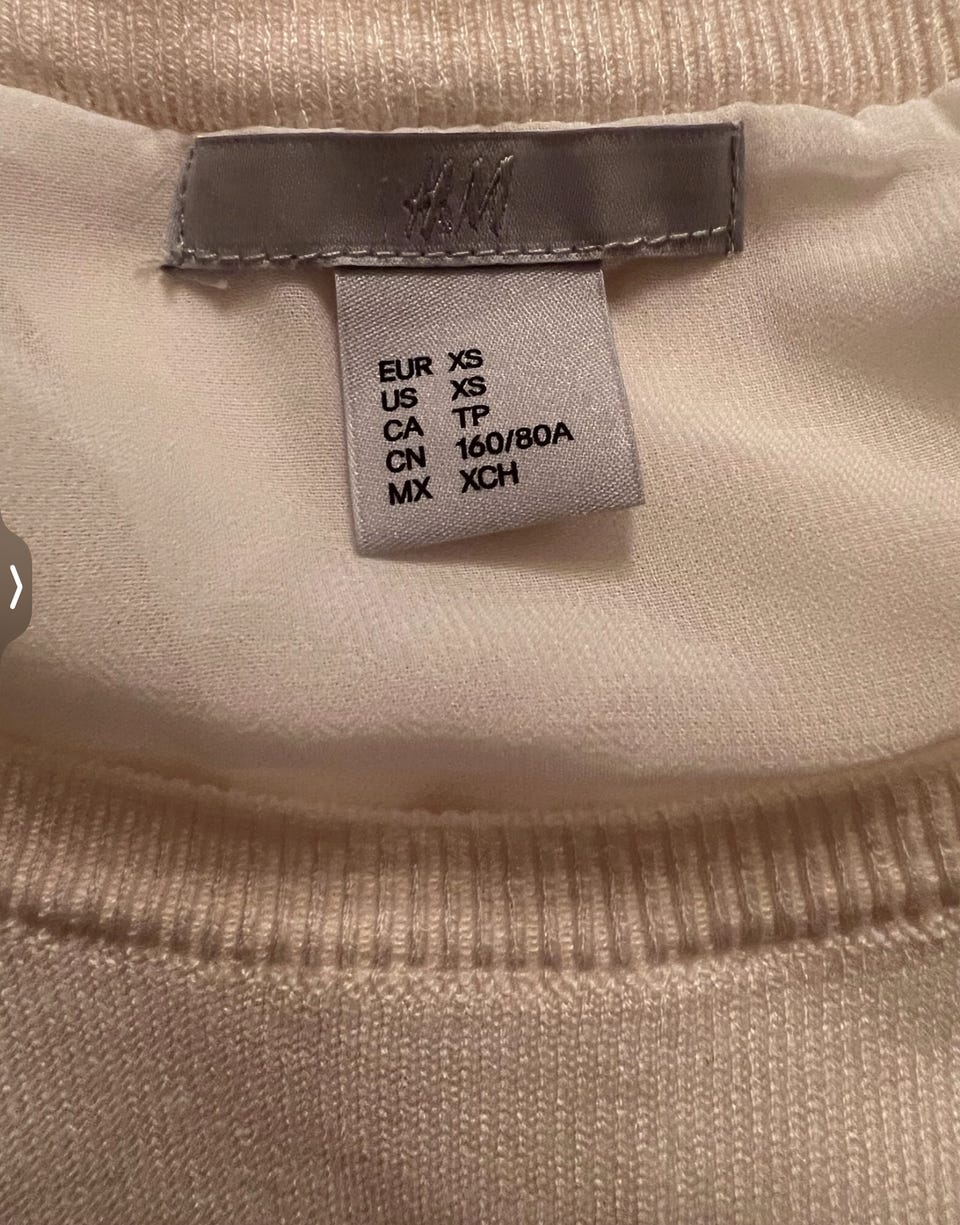 H&M
EUR XS
US XS
CA TP
CN 160/80A
MX XCH